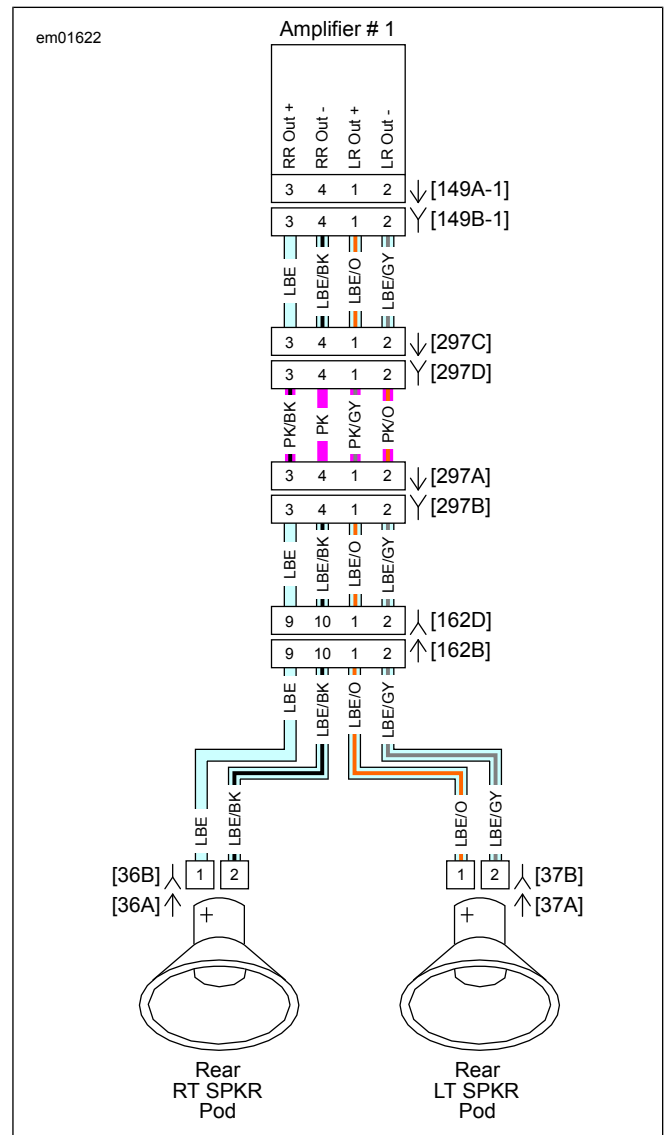 em01622
Amplifier # 1
RR Out +
RR Out -
LR Out +
LR Out -
3 4 1 2 [149A-1]
3 4 1 2 [149B-1]
LBE
LBE/BK
LBE/O
LBE/GY
3 4 1 2 [297C]
3 4 1 2 [297D]
PK/BK
PK
PK/GY
PK/O
3 4 1 2 [297A]
3 4 1 2 [297B]
LBE
LBE/BK
LBE/O
LBE/GY
9 10 1 2 [162D]
9 10 1 2 [162B]
LBE
LBE/BK
LBE/O
LBE/GY
LBE
LBE/BK
LBE/O
LBE/GY
[36B] 1 2
[36A] +
1 2 [37B]
+ [37A]
Rear
RT SPKR
Pod
Rear
LT SPKR
Pod